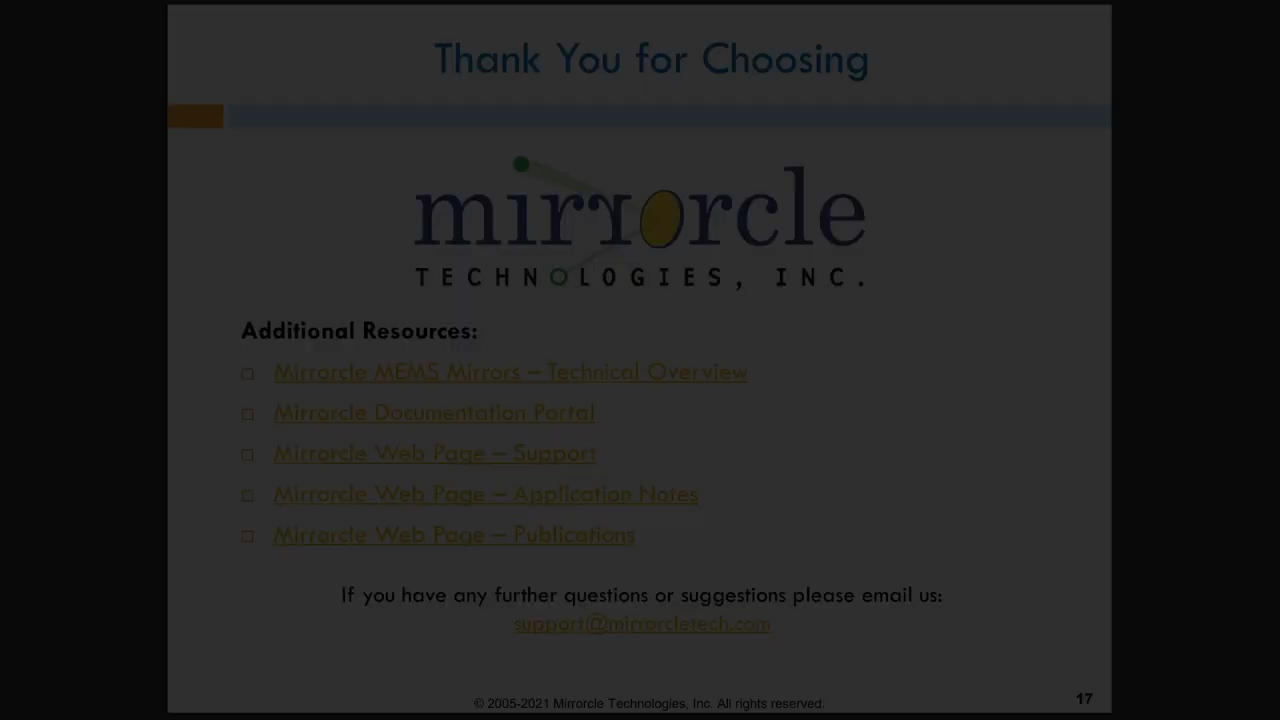 Thank You for Choosing
mirrorcle
TECHNOLOGIES, INC.
Additional Resources:
Mirrorcle MEMS Mirrors – Technical Overview
Mirrorcle Documentation Portal
Mirrorcle Web Page – Support
Mirrorcle Web Page – Application Notes
Mirrorcle Web Page – Publications
If you have any further questions or suggestions please email us:
support@mirrorcletech.com
© 2005-2021 Mirrorcle Technologies, Inc. All rights reserved.
17